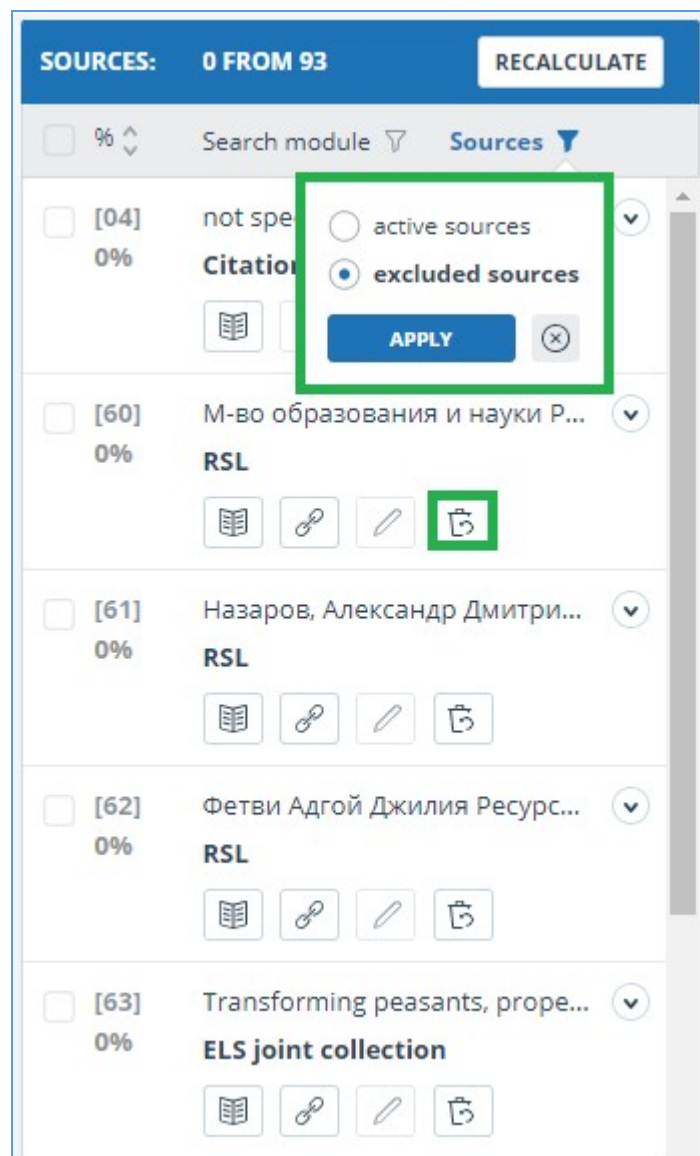 SOURCES: 0 FROM 93 RECALCULATE
% Search module Sources
active sources
excluded sources
APPLY
[04] not spe
0% Citation
[60] М-во образования и науки Р...
0% RSL
[61] Назаров, Александр Дмитри...
0% RSL
[62] Фетви Адгой Джилия Ресурс...
0% RSL
[63] Transforming peasants, prope...
0% ELS joint collection